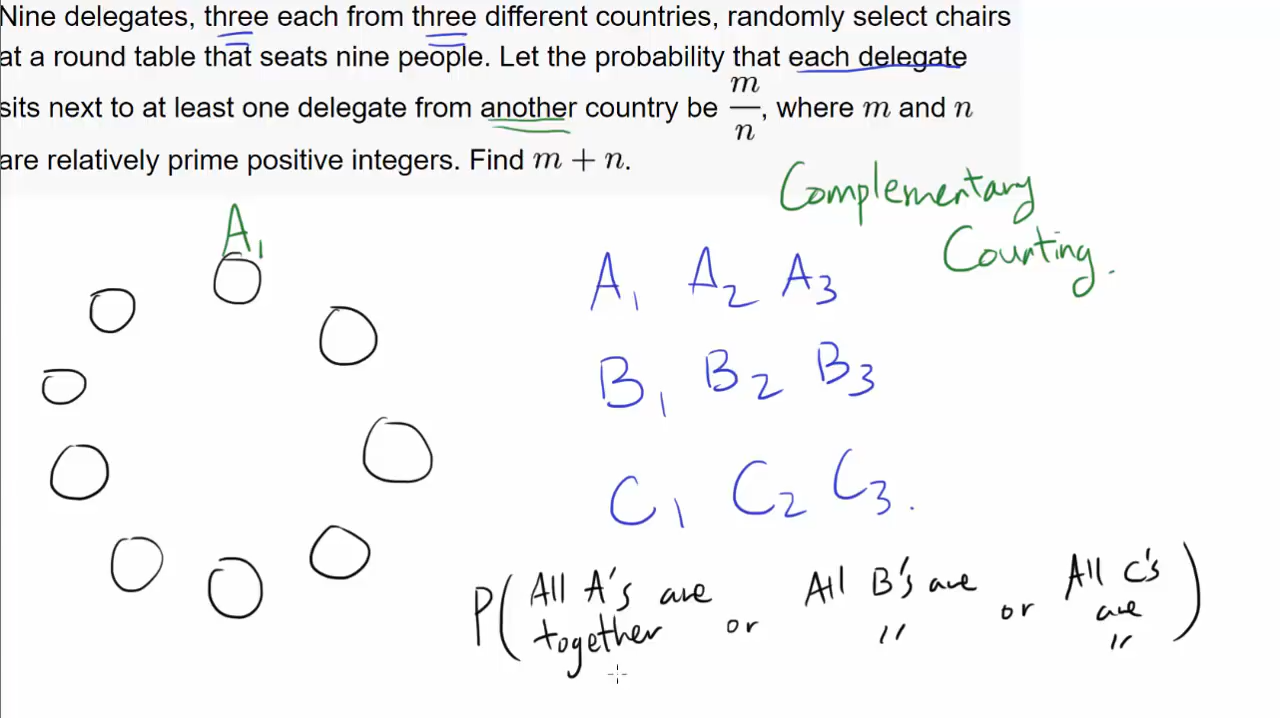 Nine delegates, three each from three different countries, randomly select chairs
at a round table that seats nine people. Let the probability that each delegate
sits next to at least one delegate from another country be m/n, where m and n
are relatively prime positive integers. Find m + n.
Complementary
Counting.
A1
A1 A2 A3
B1 B2 B3
C1 C2 C3.
P( All A's are together or All B's are " or All C's are " )